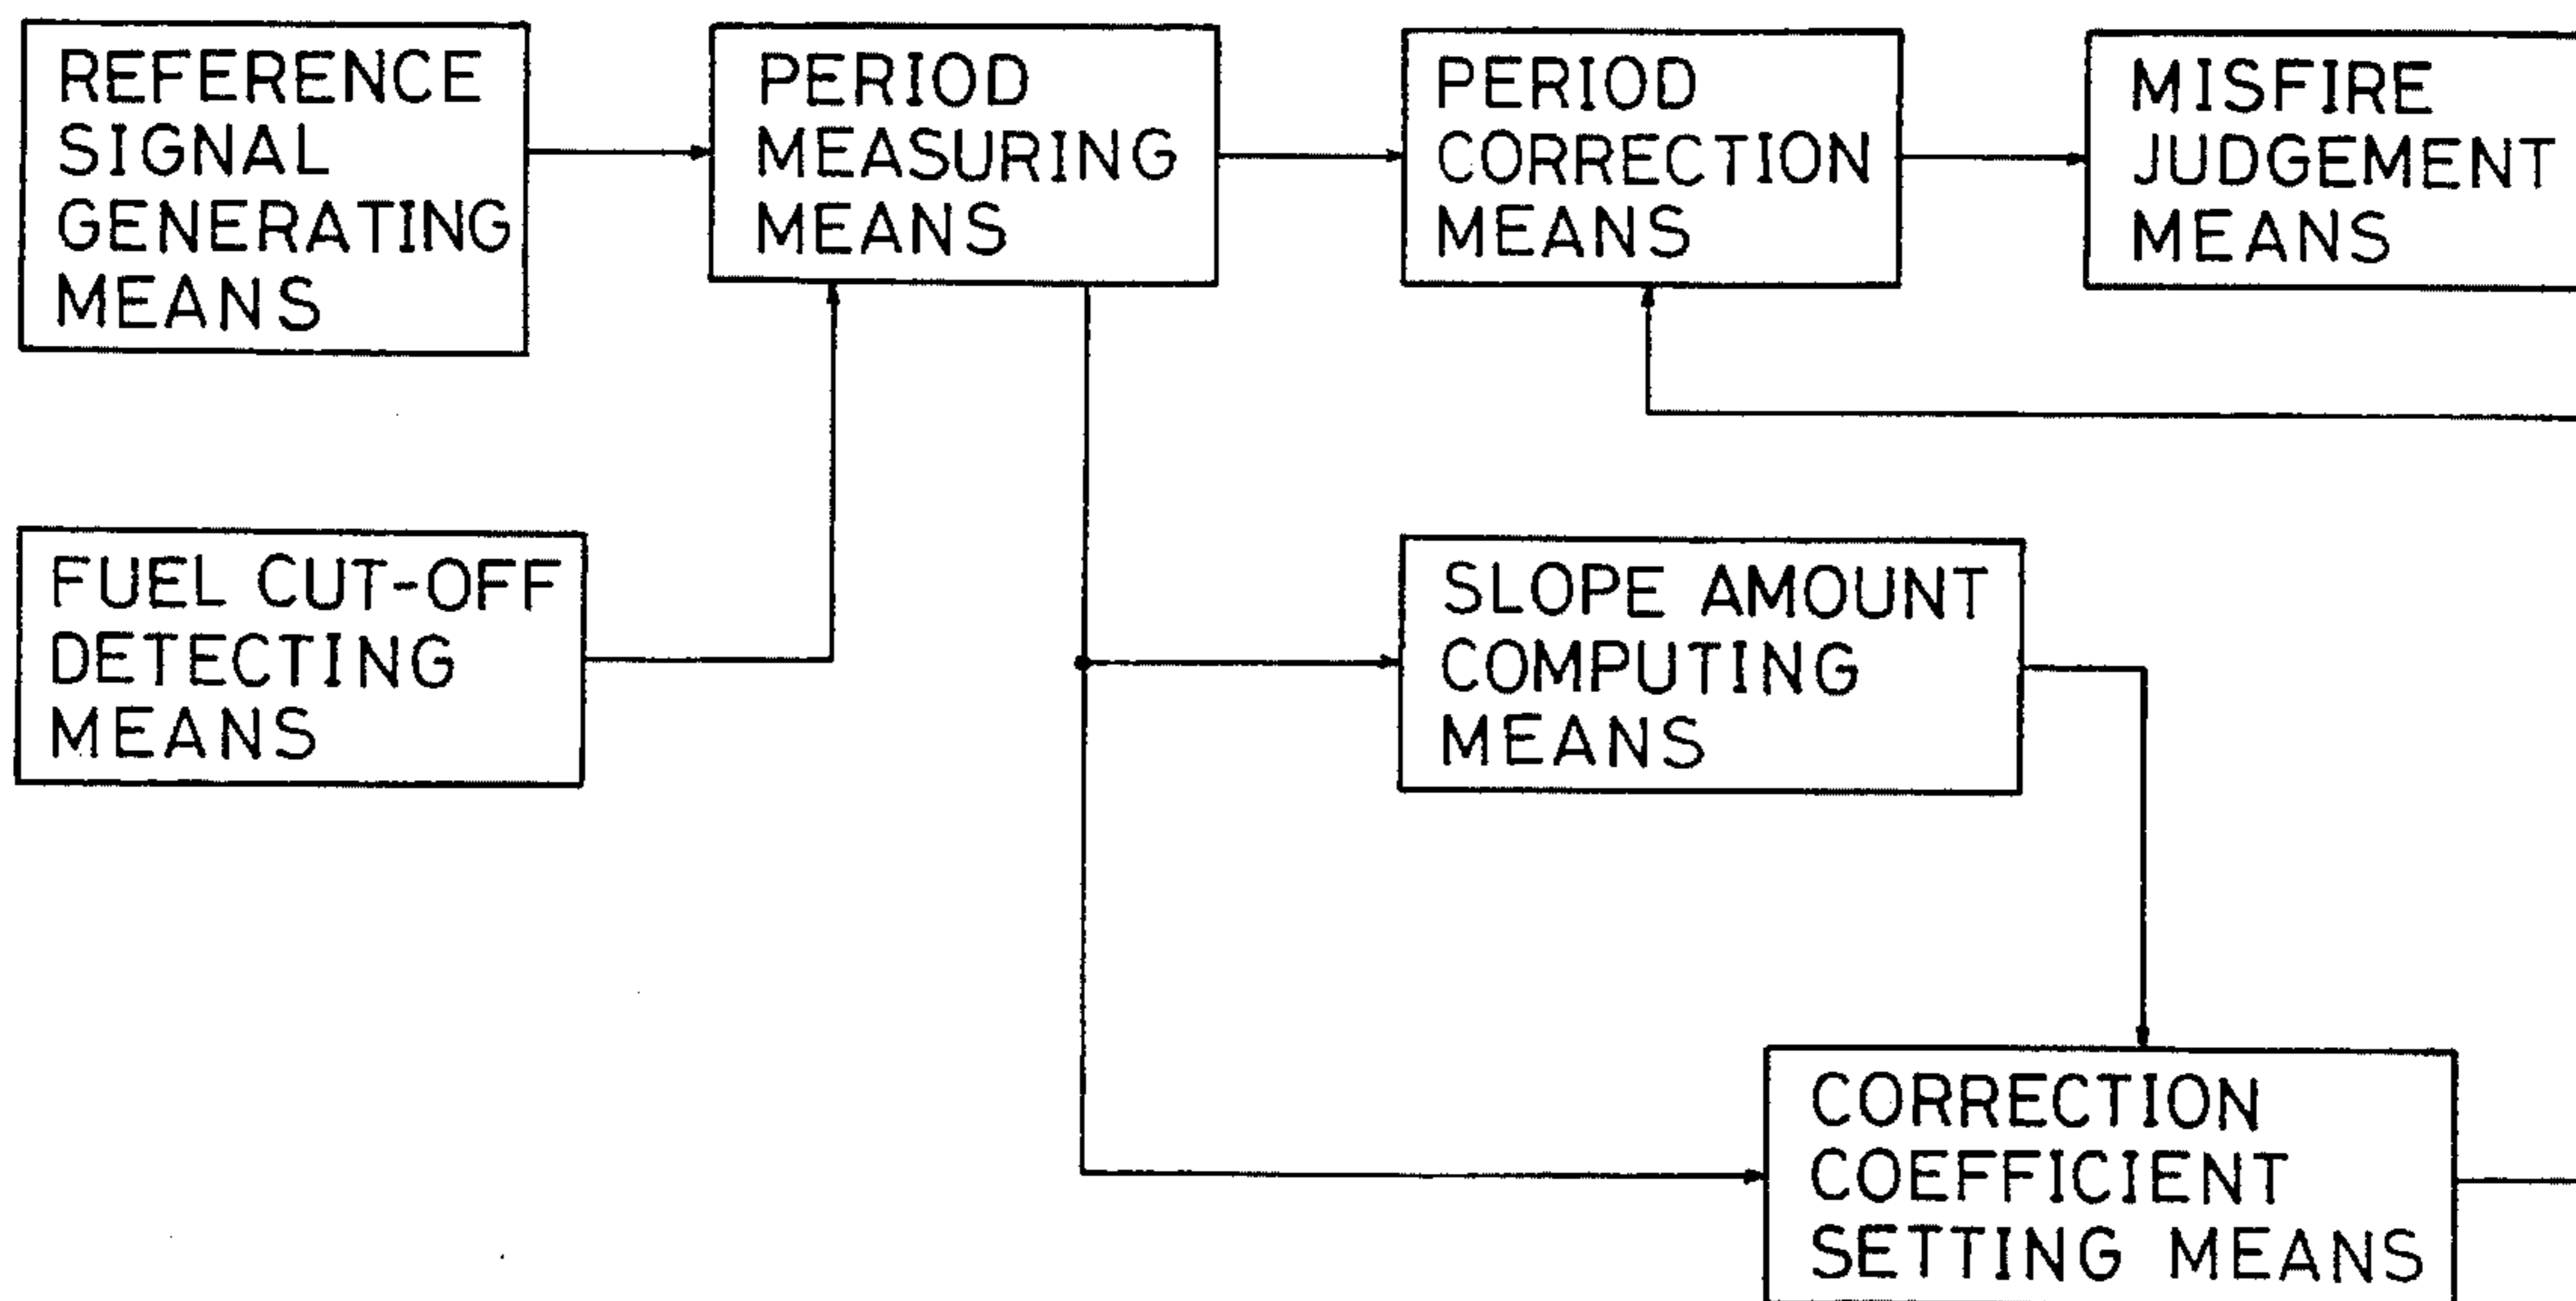 REFERENCE
SIGNAL
GENERATING
MEANS
PERIOD
MEASURING
MEANS
PERIOD
CORRECTION
MEANS
MISFIRE
JUDGEMENT
MEANS
FUEL CUT-OFF
DETECTING
MEANS
SLOPE AMOUNT
COMPUTING
MEANS
CORRECTION
COEFFICIENT
SETTING MEANS